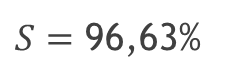 S = 96,63%